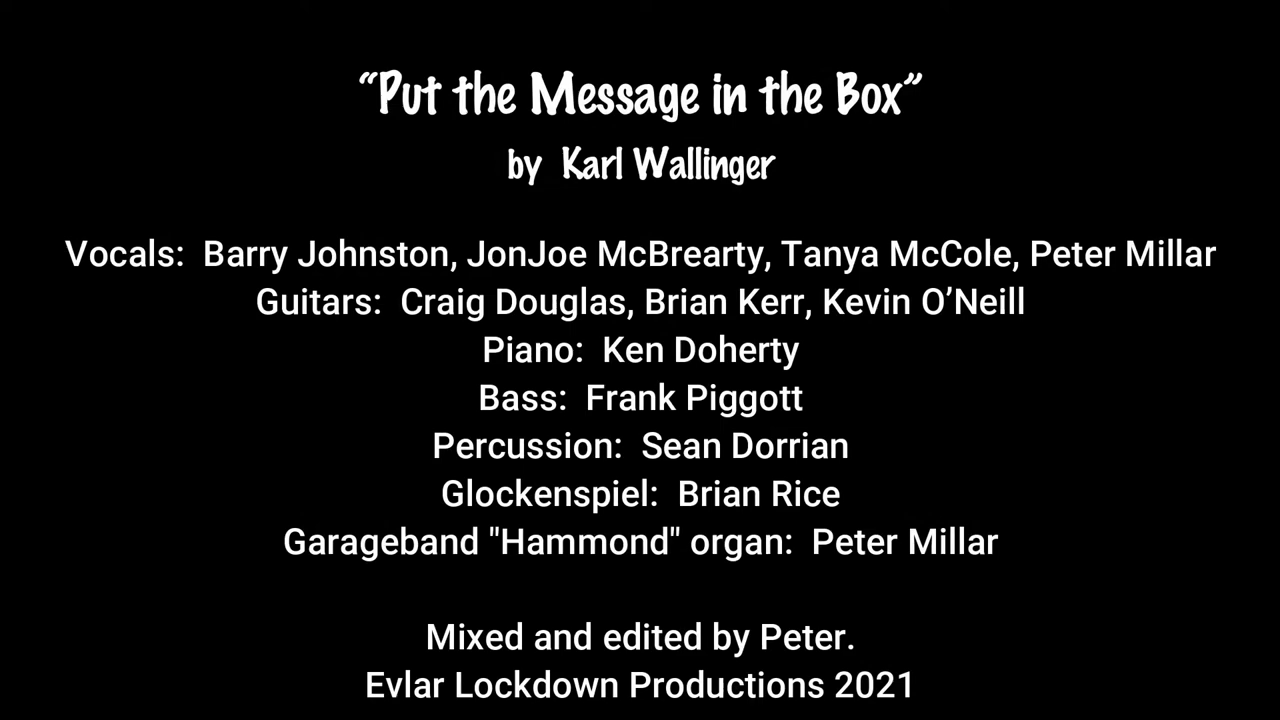 “Put the Message in the Box”
by Karl Wallinger
Vocals: Barry Johnston, JonJoe McBrearty, Tanya McCole, Peter Millar
Guitars: Craig Douglas, Brian Kerr, Kevin O’Neill
Piano: Ken Doherty
Bass: Frank Piggott
Percussion: Sean Dorrian
Glockenspiel: Brian Rice
Garageband "Hammond" organ: Peter Millar
Mixed and edited by Peter.
Evlar Lockdown Productions 2021